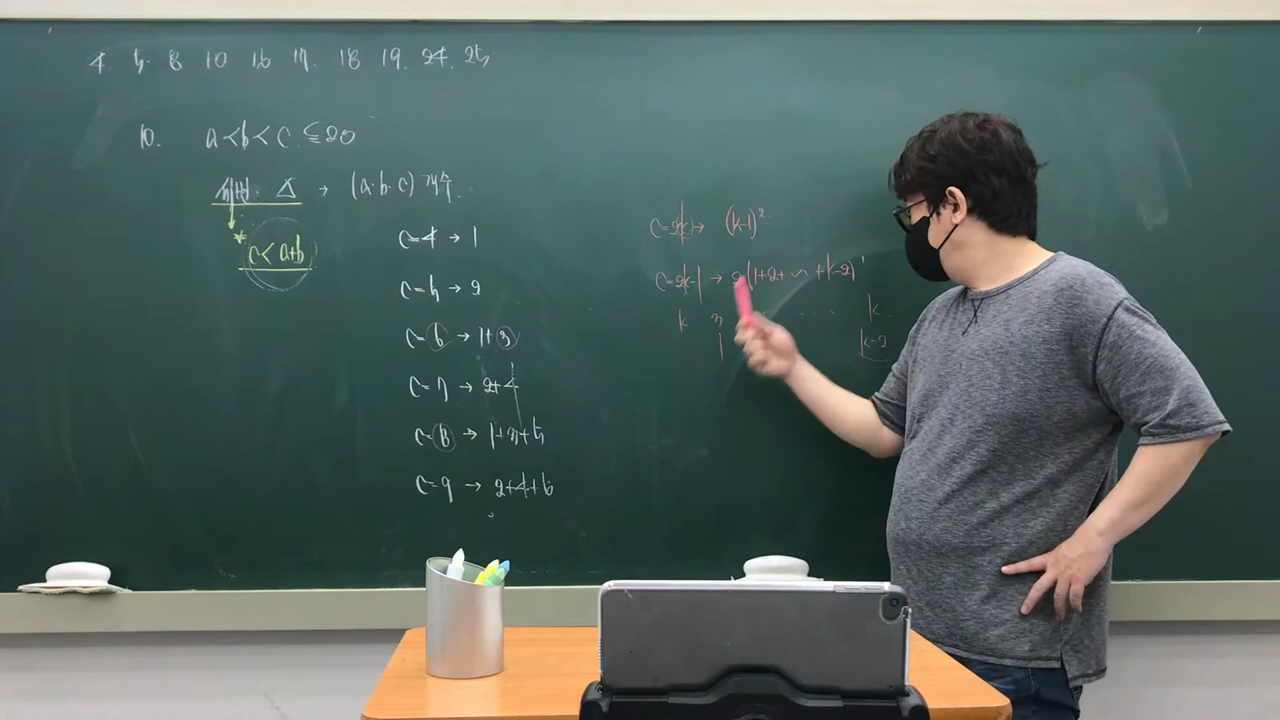 4. 5. 8 10 16 17. 18 19. 24. 25
10. a<b<c≤20
△ → (a.b.c) 개수.
* c<a+b
c=4 → 1
c=5 → 2
c=6 → 1+3
c=7 → 2+4
c=8 → 1+3+5
c=9 → 2+4+6
c=2k → (k-1)²
c=2k-1 → 2(1+2+ ~ +k-2)
k 3 ... k
1 k-2